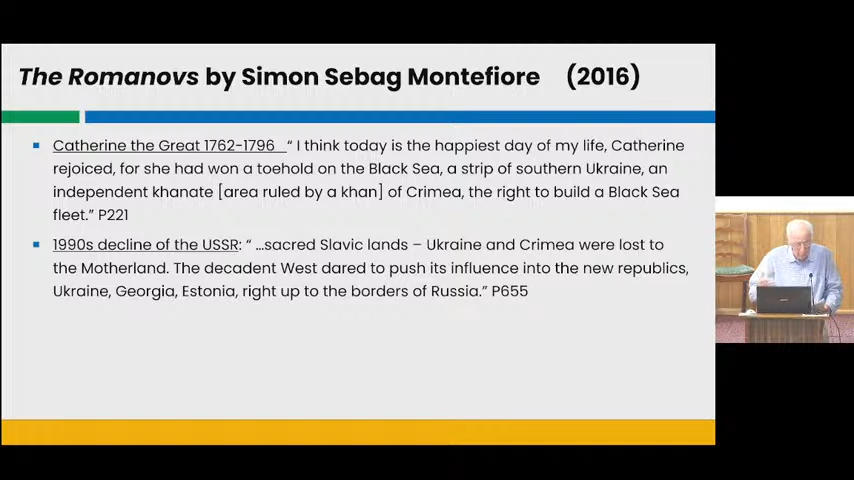 The Romanovs by Simon Sebag Montefiore (2016)
Catherine the Great 1762-1796 “ I think today is the happiest day of my life, Catherine
rejoiced, for she had won a toehold on the Black Sea, a strip of southern Ukraine, an
independent khanate [area ruled by a khan] of Crimea, the right to build a Black Sea
fleet.” P221
1990s decline of the USSR: “ ...sacred Slavic lands – Ukraine and Crimea were lost to
the Motherland. The decadent West dared to push its influence into the new republics,
Ukraine, Georgia, Estonia, right up to the borders of Russia.” P655